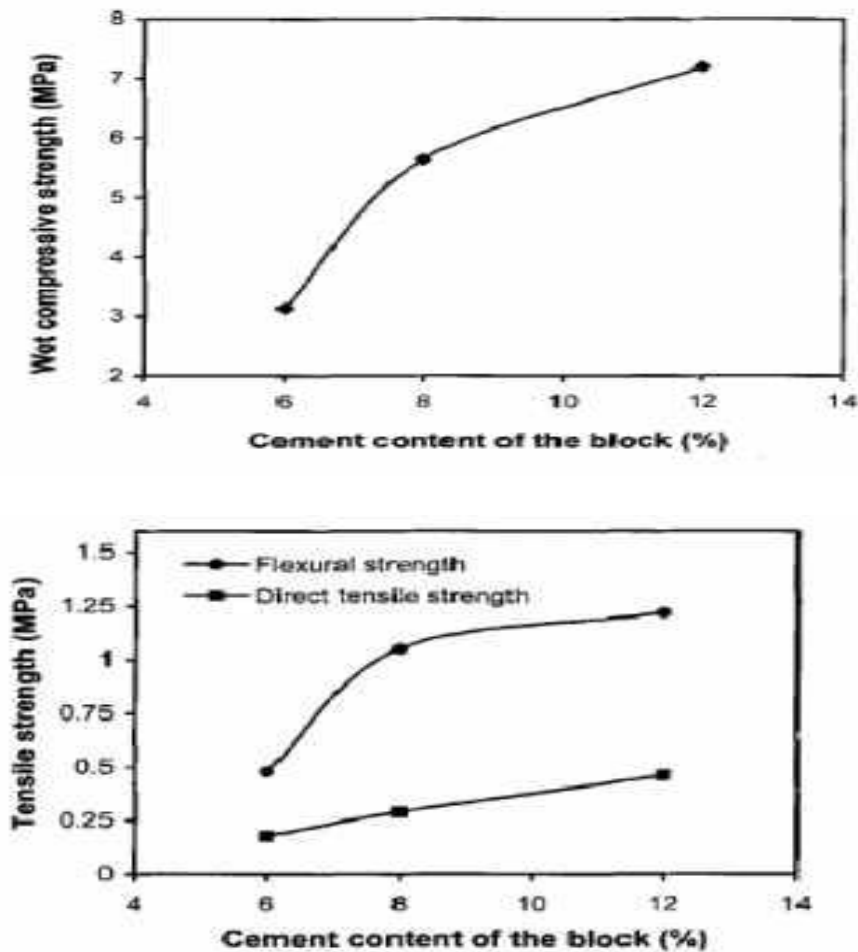 8
7
6
5
4
3
2
4 6 8 10 12 14
Wet compressive strength (MPa)
Cement content of the block (%)
1.5
1.25
1
0.75
0.5
0.25
0
Flexural strength
Direct tensile strength
4 6 8 10 12 14
Tensile strength (MPa)
Cement content of the block (%)